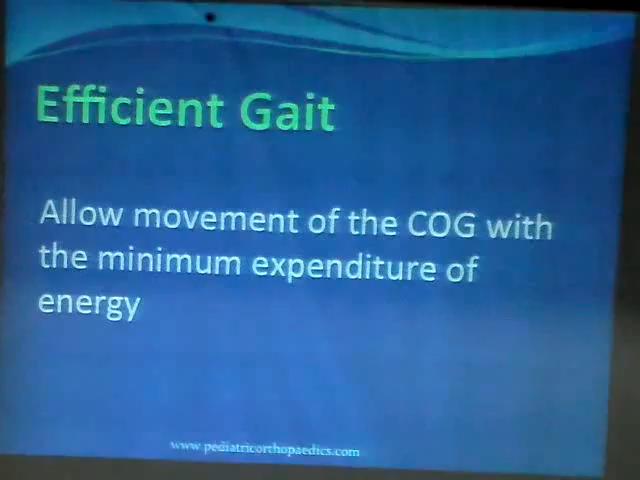 Efficient Gait
Allow movement of the COG with
the minimum expenditure of
energy
www.pediatricorthopaedics.com